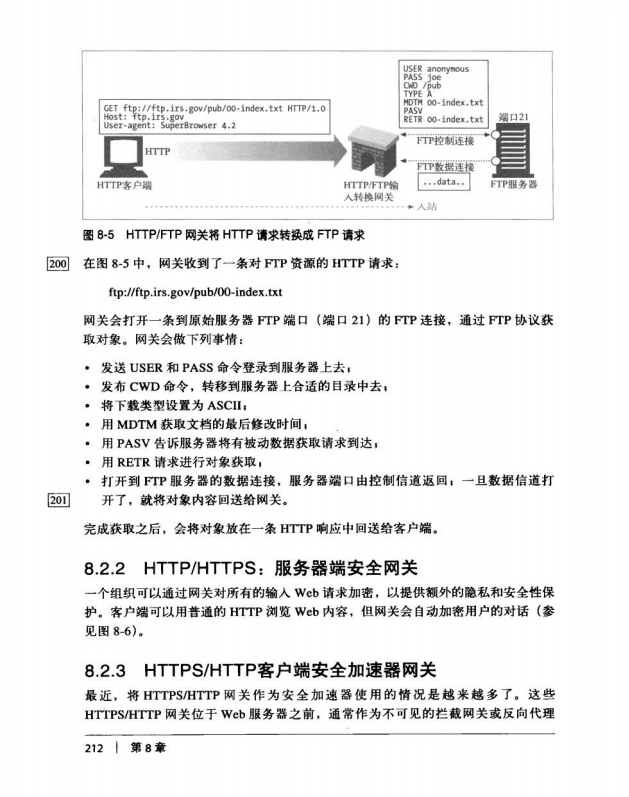 USER anonymous
PASS joe
CWD /pub
TYPE A
MDTM 00-index.txt
PASV
RETR 00-index.txt
GET ftp://ftp.irs.gov/pub/00-index.txt HTTP/1.0
Host: ftp.irs.gov
User-agent: SuperBrowser 4.2
端口21
HTTP
FTP控制连接
FTP数据连接
...data..
HTTP客户端
HTTP/FTP输
入转换网关
FTP服务器
入站
图 8-5 HTTP/FTP 网关将 HTTP 请求转换成 FTP 请求
200
在图 8-5 中，网关收到了一条对 FTP 资源的 HTTP 请求：
ftp://ftp.irs.gov/pub/00-index.txt
网关会打开一条到原始服务器 FTP 端口（端口 21）的 FTP 连接，通过 FTP 协议获
取对象。网关会做下列事情：
• 发送 USER 和 PASS 命令登录到服务器上去；
• 发布 CWD 命令，转移到服务器上合适的目录中去；
• 将下载类型设置为 ASCII；
• 用 MDTM 获取文档的最后修改时间；
• 用 PASV 告诉服务器将有被动数据获取请求到达；
• 用 RETR 请求进行对象获取；
• 打开到 FTP 服务器的数据连接，服务器端口由控制信道返回；一旦数据信道打
201
开了，就将对象内容回送给网关。
完成获取之后，会将对象放在一条 HTTP 响应中回送给客户端。
8.2.2 HTTP/HTTPS：服务器端安全网关
一个组织可以通过网关对所有的输入 Web 请求加密，以提供额外的隐私和安全性保
护。客户端可以用普通的 HTTP 浏览 Web 内容，但网关会自动加密用户的对话（参
见图 8-6）。
8.2.3 HTTPS/HTTP客户端安全加速器网关
最近，将 HTTPS/HTTP 网关作为安全加速器使用的情况是越来越多了。这些
HTTPS/HTTP 网关位于 Web 服务器之前，通常作为不可见的拦截网关或反向代理
212 | 第 8 章